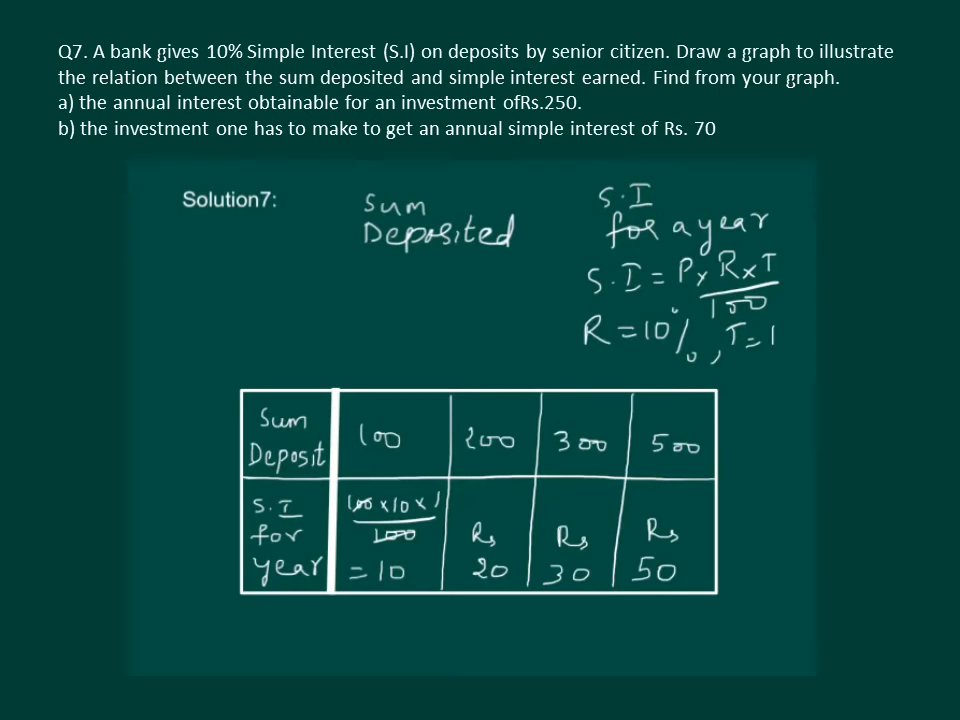 Q7. A bank gives 10% Simple Interest (S.I) on deposits by senior citizen. Draw a graph to illustrate
the relation between the sum deposited and simple interest earned. Find from your graph.
a) the annual interest obtainable for an investment ofRs.250.
b) the investment one has to make to get an annual simple interest of Rs. 70
Solution7:
Sum
Deposited
S.I
for a year
S.I = P x R x T
100
R = 10%, T = 1
Sum
Deposit
100
200
300
500
S.I
for
year
100 x 10 x 1
100
= 10
Rs
20
Rs
30
Rs
50